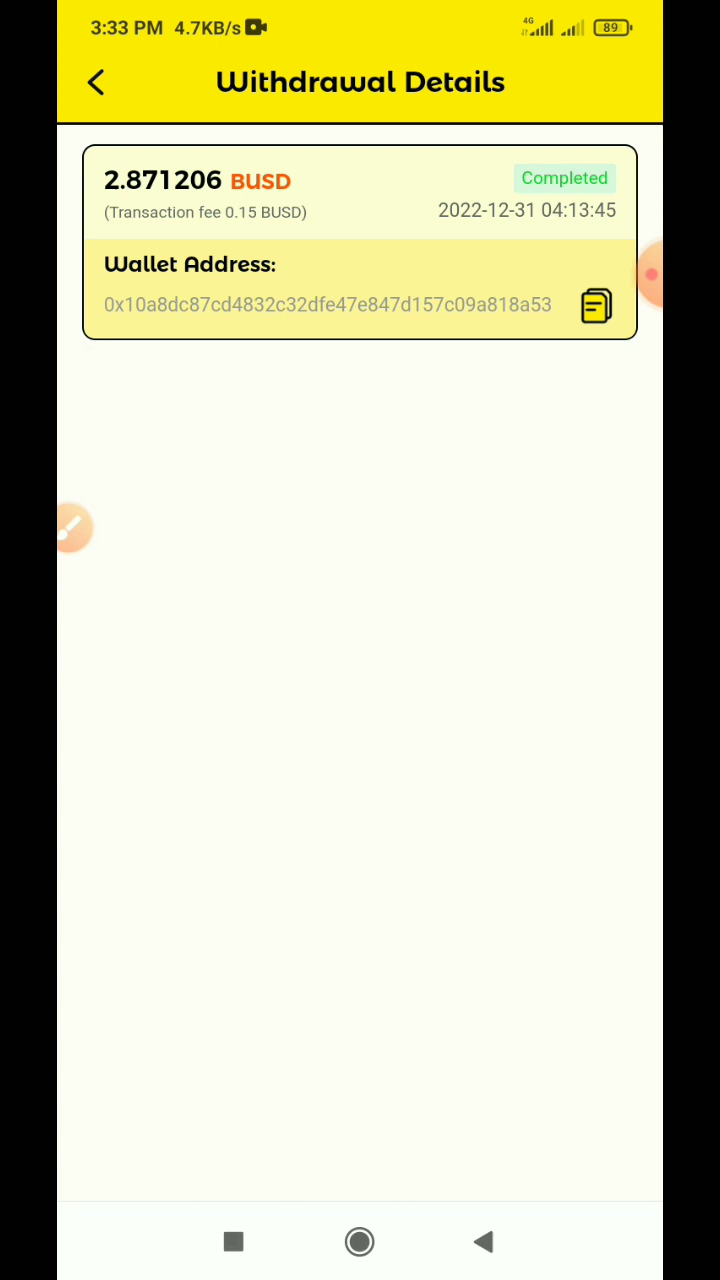 3:33 PM 4.7KB/s 4G 89
Withdrawal Details
2.871206 BUSD Completed
(Transaction fee 0.15 BUSD) 2022-12-31 04:13:45
Wallet Address:
0x10a8dc87cd4832c32dfe47e847d157c09a818a53